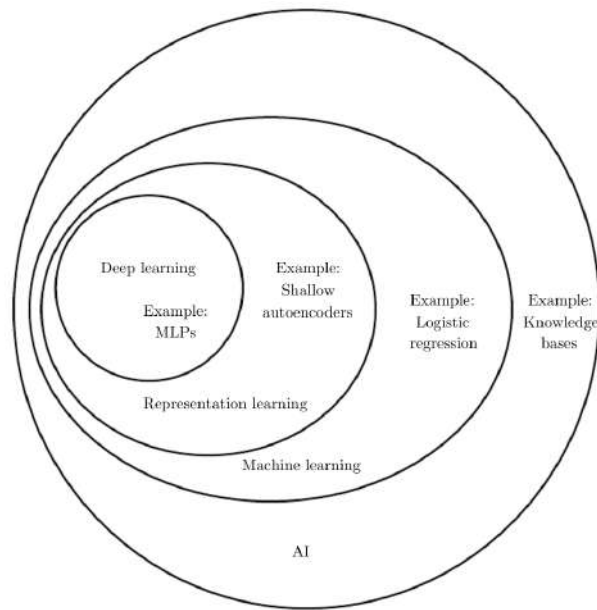 Deep learning
Example:
MLPs
Example:
Shallow
autoencoders
Example:
Logistic
regression
Example:
Knowledge
bases
Representation learning
Machine learning
AI